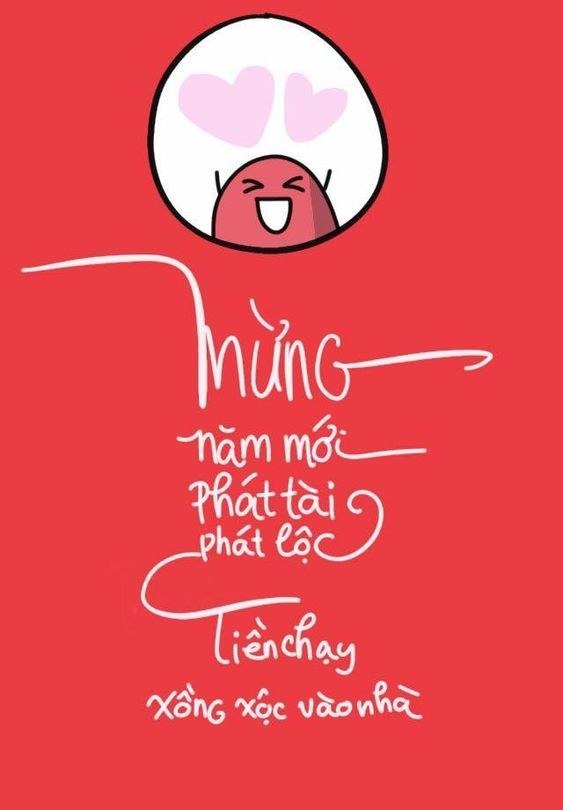 Mừng
năm mới
phát tài
phát lộc
Tiền chạy
xồng xộc vào nhà